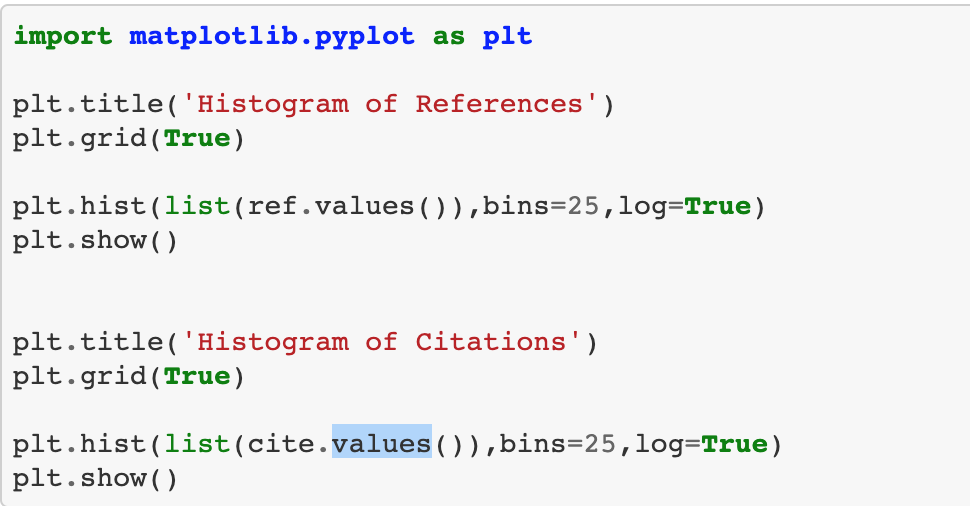 import matplotlib.pyplot as plt
plt.title('Histogram of References')
plt.grid(True)
plt.hist(list(ref.values()),bins=25,log=True)
plt.show()
plt.title('Histogram of Citations')
plt.grid(True)
plt.hist(list(cite.values()),bins=25,log=True)
plt.show()